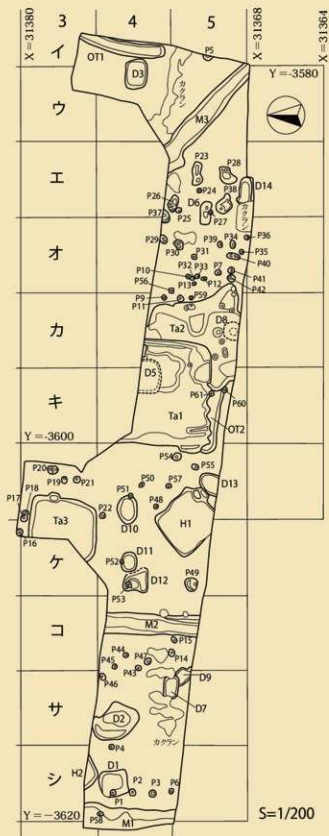 X=31380
X=31368
X=31364
3 4 5
イ
ウ
エ
オ
カ
キ
ケ
コ
サ
シ
Y=-3580
Y=-3600
Y=-3620
OT1
D3
P5
カクラン
M3
P23
P28
P24
D14
P26
D6
P38
P25
P27
P37
カクラン
P29
P30
P39
P34
P36
P31
P35
P40
P10
P32
P33
P7
P41
P56
P13
P12
P42
P9
P59
P11
Ta2
D8
D5
P61
P60
Ta1
OT2
P54
P20
P55
P19
P21
D13
P18
P51
P50
P57
P17
P22
P48
Ta3
D10
H1
P16
P52
D11
D12
P49
P53
M2
P15
P44
P47
P14
P45
P43
P46
D9
D7
D2
カクラン
P4
H2
D1
P2
P3
P6
P1
P58
M1
S=1/200